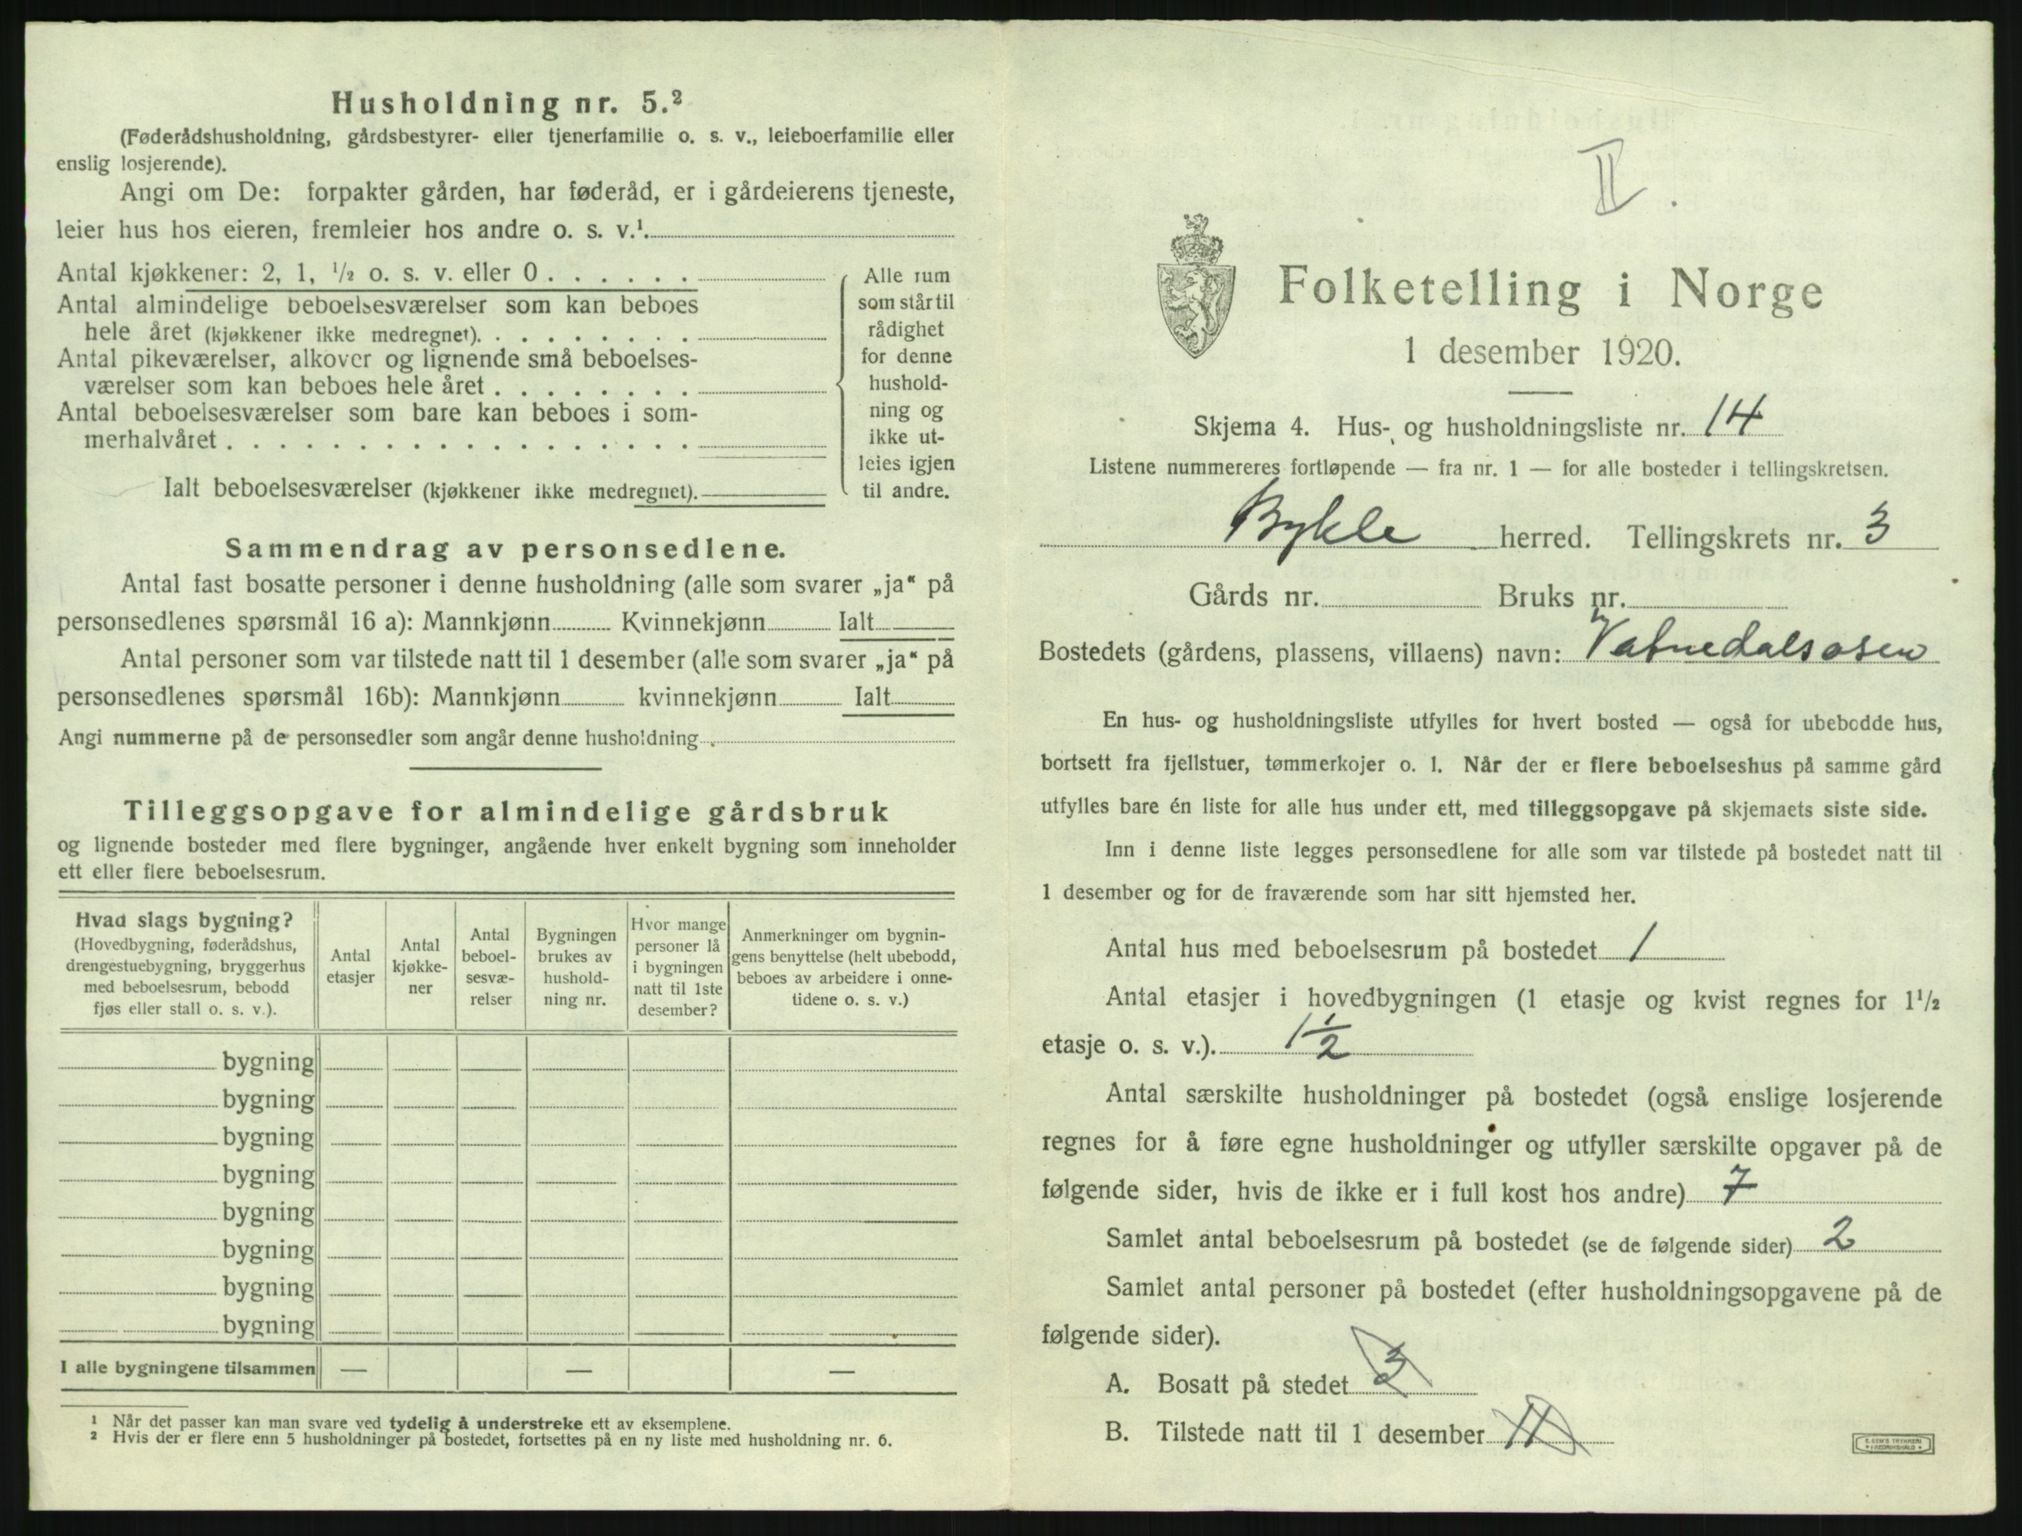 Husholdning nr. 5.²
(Føderådshusholdning, gårdsbestyrer- eller tjenerfamilie o. s. v., leieboerfamilie eller
enslig losjerende).
Angi om De: forpakter gården, har føderåd, er i gårdeierens tjeneste,
leier hus hos eieren, fremleier hos andre o. s. v.¹
Antal kjøkkener: 2, 1, ¹/₂ o. s. v. eller 0 . . . . . .
Antal almindelige beboelsesværelser som kan beboes
hele året (kjøkkener ikke medregnet). . . . . . . . .
Antal pikeværelser, alkover og lignende små beboelses-
værelser som kan beboes hele året . . . . . . . .
Antal beboelsesværelser som bare kan beboes i som-
merhalvåret . . . . . . . . . . . . . . . . . .
Ialt beboelsesværelser (kjøkkener ikke medregnet).
Alle rum
som står til
rådighet
for denne
hushold-
ning og
ikke ut-
leies igjen
til andre.
Sammendrag av personsedlene.
Antal fast bosatte personer i denne husholdning (alle som svarer „ja“ på
personsedlenes spørsmål 16 a): Mannkjønn Kvinnekjønn Ialt
Antal personer som var tilstede natt til 1 desember (alle som svarer „ja“ på
personsedlenes spørsmål 16b): Mannkjønn kvinnekjønn Ialt
Angi nummerne på de personsedler som angår denne husholdning
Tilleggsopgave for almindelige gårdsbruk
og lignende bosteder med flere bygninger, angående hver enkelt bygning som inneholder
ett eller flere beboelsesrum.
Hvad slags bygning?
(Hovedbygning, føderådshus,
drengestuebygning, bryggerhus
med beboelsesrum, bebodd
fjøs eller stall o. s. v.).
Antal
etasjer
Antal
kjøkke-
ner
Antal
beboel-
sesvæ-
relser
Bygningen
brukes av
hushold-
ning nr.
Hvor mange
personer lå
i bygningen
natt til 1ste
desember?
Anmerkninger om bygnin-
gens benyttelse (helt ubebodd,
beboes av arbeidere i onne-
tidene o. s. v.)
bygning
bygning
bygning
bygning
bygning
bygning
bygning
bygning
I alle bygningene tilsammen — — —
¹ Når det passer kan man svare ved tydelig å understreke ett av eksemplene.
² Hvis der er flere enn 5 husholdninger på bostedet, fortsettes på en ny liste med husholdning nr. 6.
II.
Folketelling i Norge
1 desember 1920.
Skjema 4. Hus- og husholdningsliste nr. 14
Listene nummereres fortløpende — fra nr. 1 — for alle bosteder i tellingskretsen.
Bykle herred. Tellingskrets nr. 3
Gårds nr. Bruks nr.
Bostedets (gårdens, plassens, villaens) navn: Vatnedalsosen
En hus- og husholdningsliste utfylles for hvert bosted — også for ubebodde hus,
bortsett fra fjellstuer, tømmerkojer o. l. Når der er flere beboelseshus på samme gård
utfylles bare én liste for alle hus under ett, med tilleggsopgave på skjemaets siste side.
Inn i denne liste legges personsedlene for alle som var tilstede på bostedet natt til
1 desember og for de fraværende som har sitt hjemsted her.
Antal hus med beboelsesrum på bostedet 1
Antal etasjer i hovedbygningen (1 etasje og kvist regnes for 1¹/₂
etasje o. s. v.). 1½
Antal særskilte husholdninger på bostedet (også enslige losjerende
regnes for å føre egne husholdninger og utfyller særskilte opgaver på de
følgende sider, hvis de ikke er i full kost hos andre) 7
Samlet antal beboelsesrum på bostedet (se de følgende sider) 2
Samlet antal personer på bostedet (efter husholdningsopgavene på de
følgende sider).
A. Bosatt på stedet 3
B. Tilstede natt til 1 desember 11